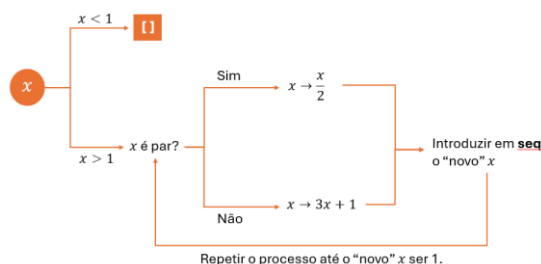 x < 1
[ ]
x
Sim
x → x/2
x é par?
x > 1
Introduzir em seq
o “novo” x
x → 3x + 1
Não
Repetir o processo até o “novo” x ser 1.